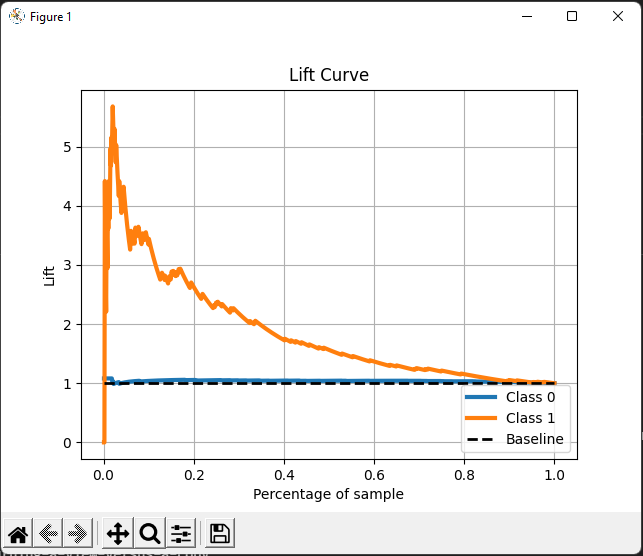 Figure 1
Lift Curve
5
4
3
2
1
0
Lift
0.0 0.2 0.4 0.6 0.8 1.0
Percentage of sample
Class 0
Class 1
Baseline